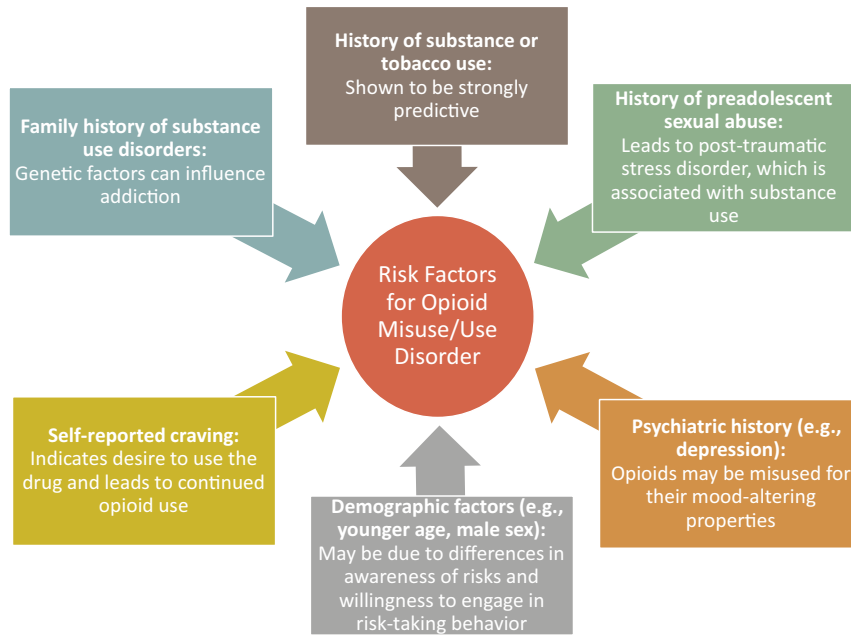 History of substance or
tobacco use:
Shown to be strongly
predictive
Family history of substance
use disorders:
Genetic factors can influence
addiction
History of preadolescent
sexual abuse:
Leads to post-traumatic
stress disorder, which is
associated with substance
use
Risk Factors
for Opioid
Misuse/Use
Disorder
Self-reported craving:
Indicates desire to use the
drug and leads to continued
opioid use
Psychiatric history (e.g.,
depression):
Opioids may be misused for
their mood-altering
properties
Demographic factors (e.g.,
younger age, male sex):
May be due to differences in
awareness of risks and
willingness to engage in
risk-taking behavior